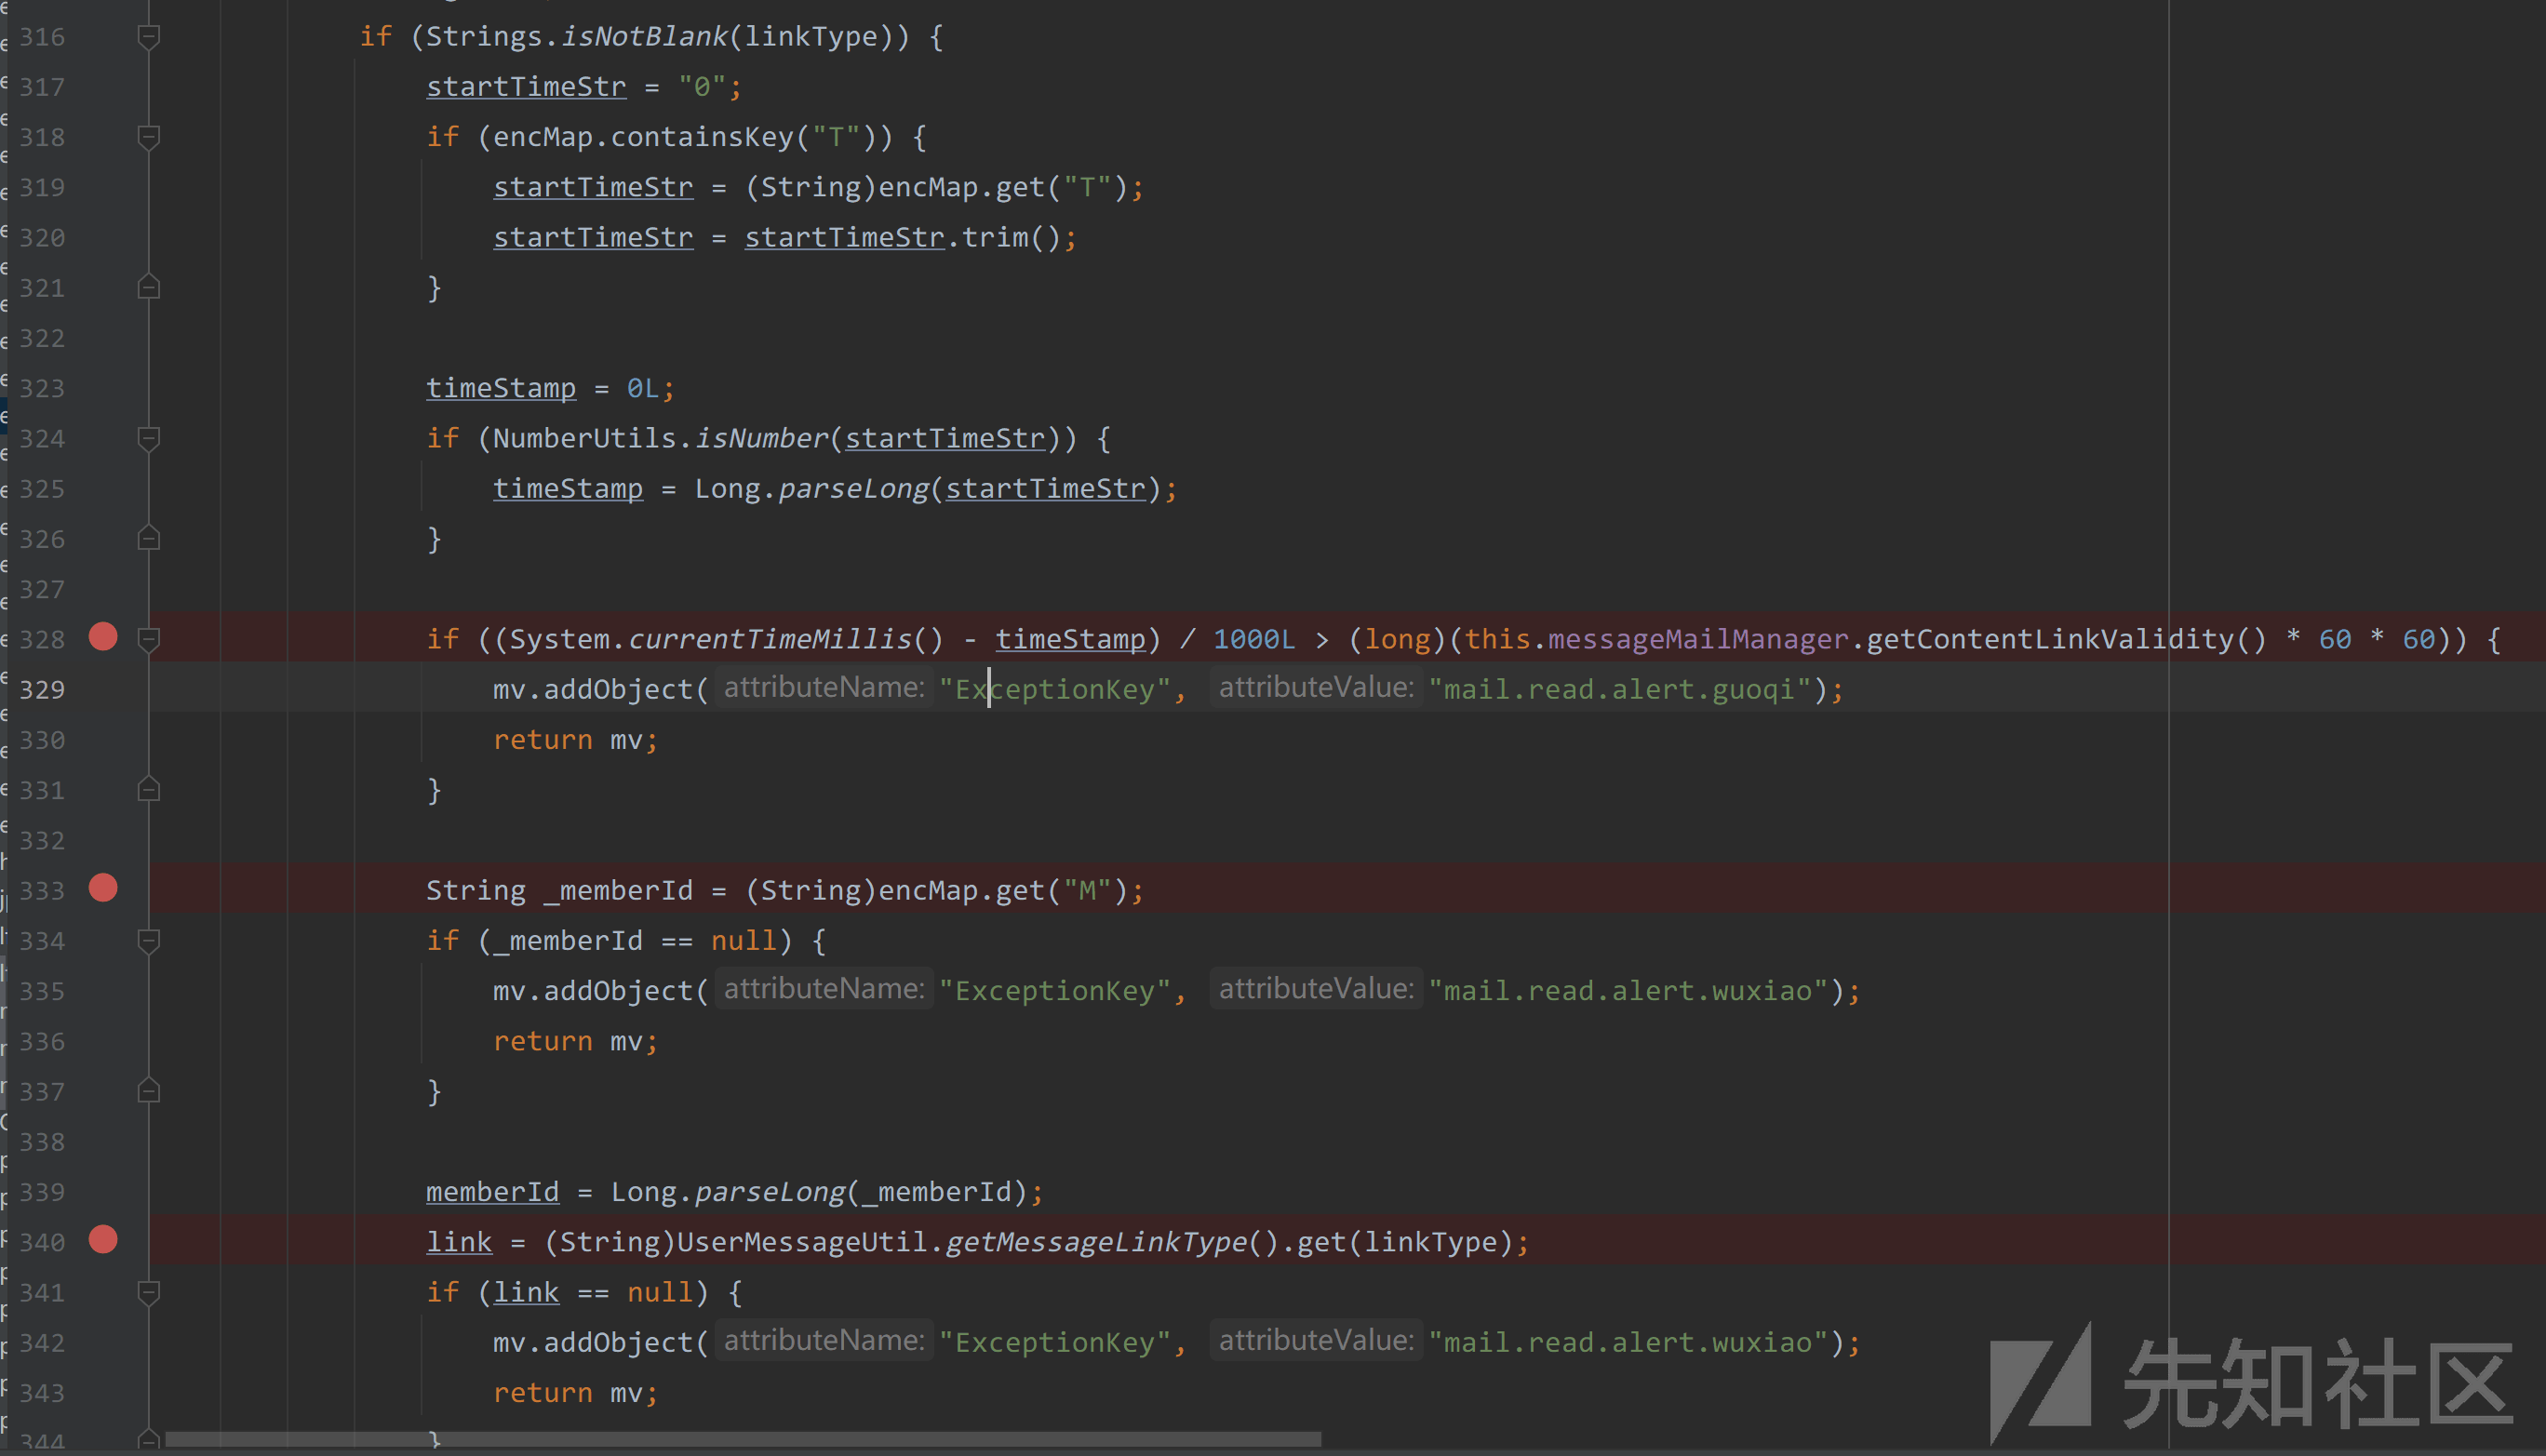 316 if (Strings.isNotBlank(linkType)) {
317 startTimeStr = "0";
318 if (encMap.containsKey("T")) {
319 startTimeStr = (String)encMap.get("T");
320 startTimeStr = startTimeStr.trim();
321 }
322
323 timeStamp = 0L;
324 if (NumberUtils.isNumber(startTimeStr)) {
325 timeStamp = Long.parseLong(startTimeStr);
326 }
327
328 if ((System.currentTimeMillis() - timeStamp) / 1000L > (long)(this.messageMailManager.getContentLinkValidity() * 60 * 60)) {
329 mv.addObject( attributeName: "ExceptionKey", attributeValue: "mail.read.alert.guoqi");
330 return mv;
331 }
332
333 String _memberId = (String)encMap.get("M");
334 if (_memberId == null) {
335 mv.addObject( attributeName: "ExceptionKey", attributeValue: "mail.read.alert.wuxiao");
336 return mv;
337 }
338
339 memberId = Long.parseLong(_memberId);
340 link = (String)UserMessageUtil.getMessageLinkType().get(linkType);
341 if (link == null) {
342 mv.addObject( attributeName: "ExceptionKey", attributeValue: "mail.read.alert.wuxiao");
343 return mv;
344 }
先知社区